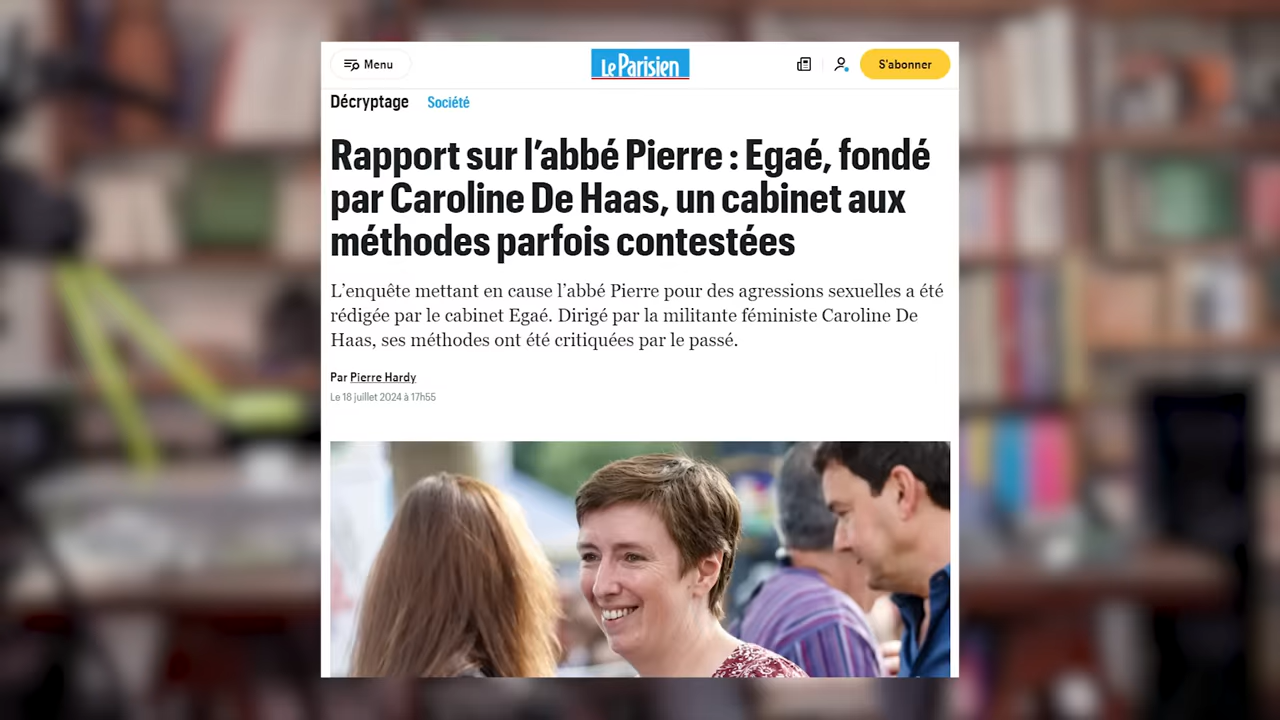 Menu
Le Parisien
S'abonner
Décryptage Société
Rapport sur l'abbé Pierre : Egaé, fondé
par Caroline De Haas, un cabinet aux
méthodes parfois contestées
L'enquête mettant en cause l'abbé Pierre pour des agressions sexuelles a été
rédigée par le cabinet Egaé. Dirigé par la militante féministe Caroline De
Haas, ses méthodes ont été critiquées par le passé.
Par Pierre Hardy
Le 18 juillet 2024 à 17h55